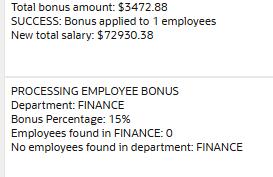 Total bonus amount: $3472.88
SUCCESS: Bonus applied to 1 employees
New total salary: $72930.38
PROCESSING EMPLOYEE BONUS
Department: FINANCE
Bonus Percentage: 15%
Employees found in FINANCE: 0
No employees found in department: FINANCE